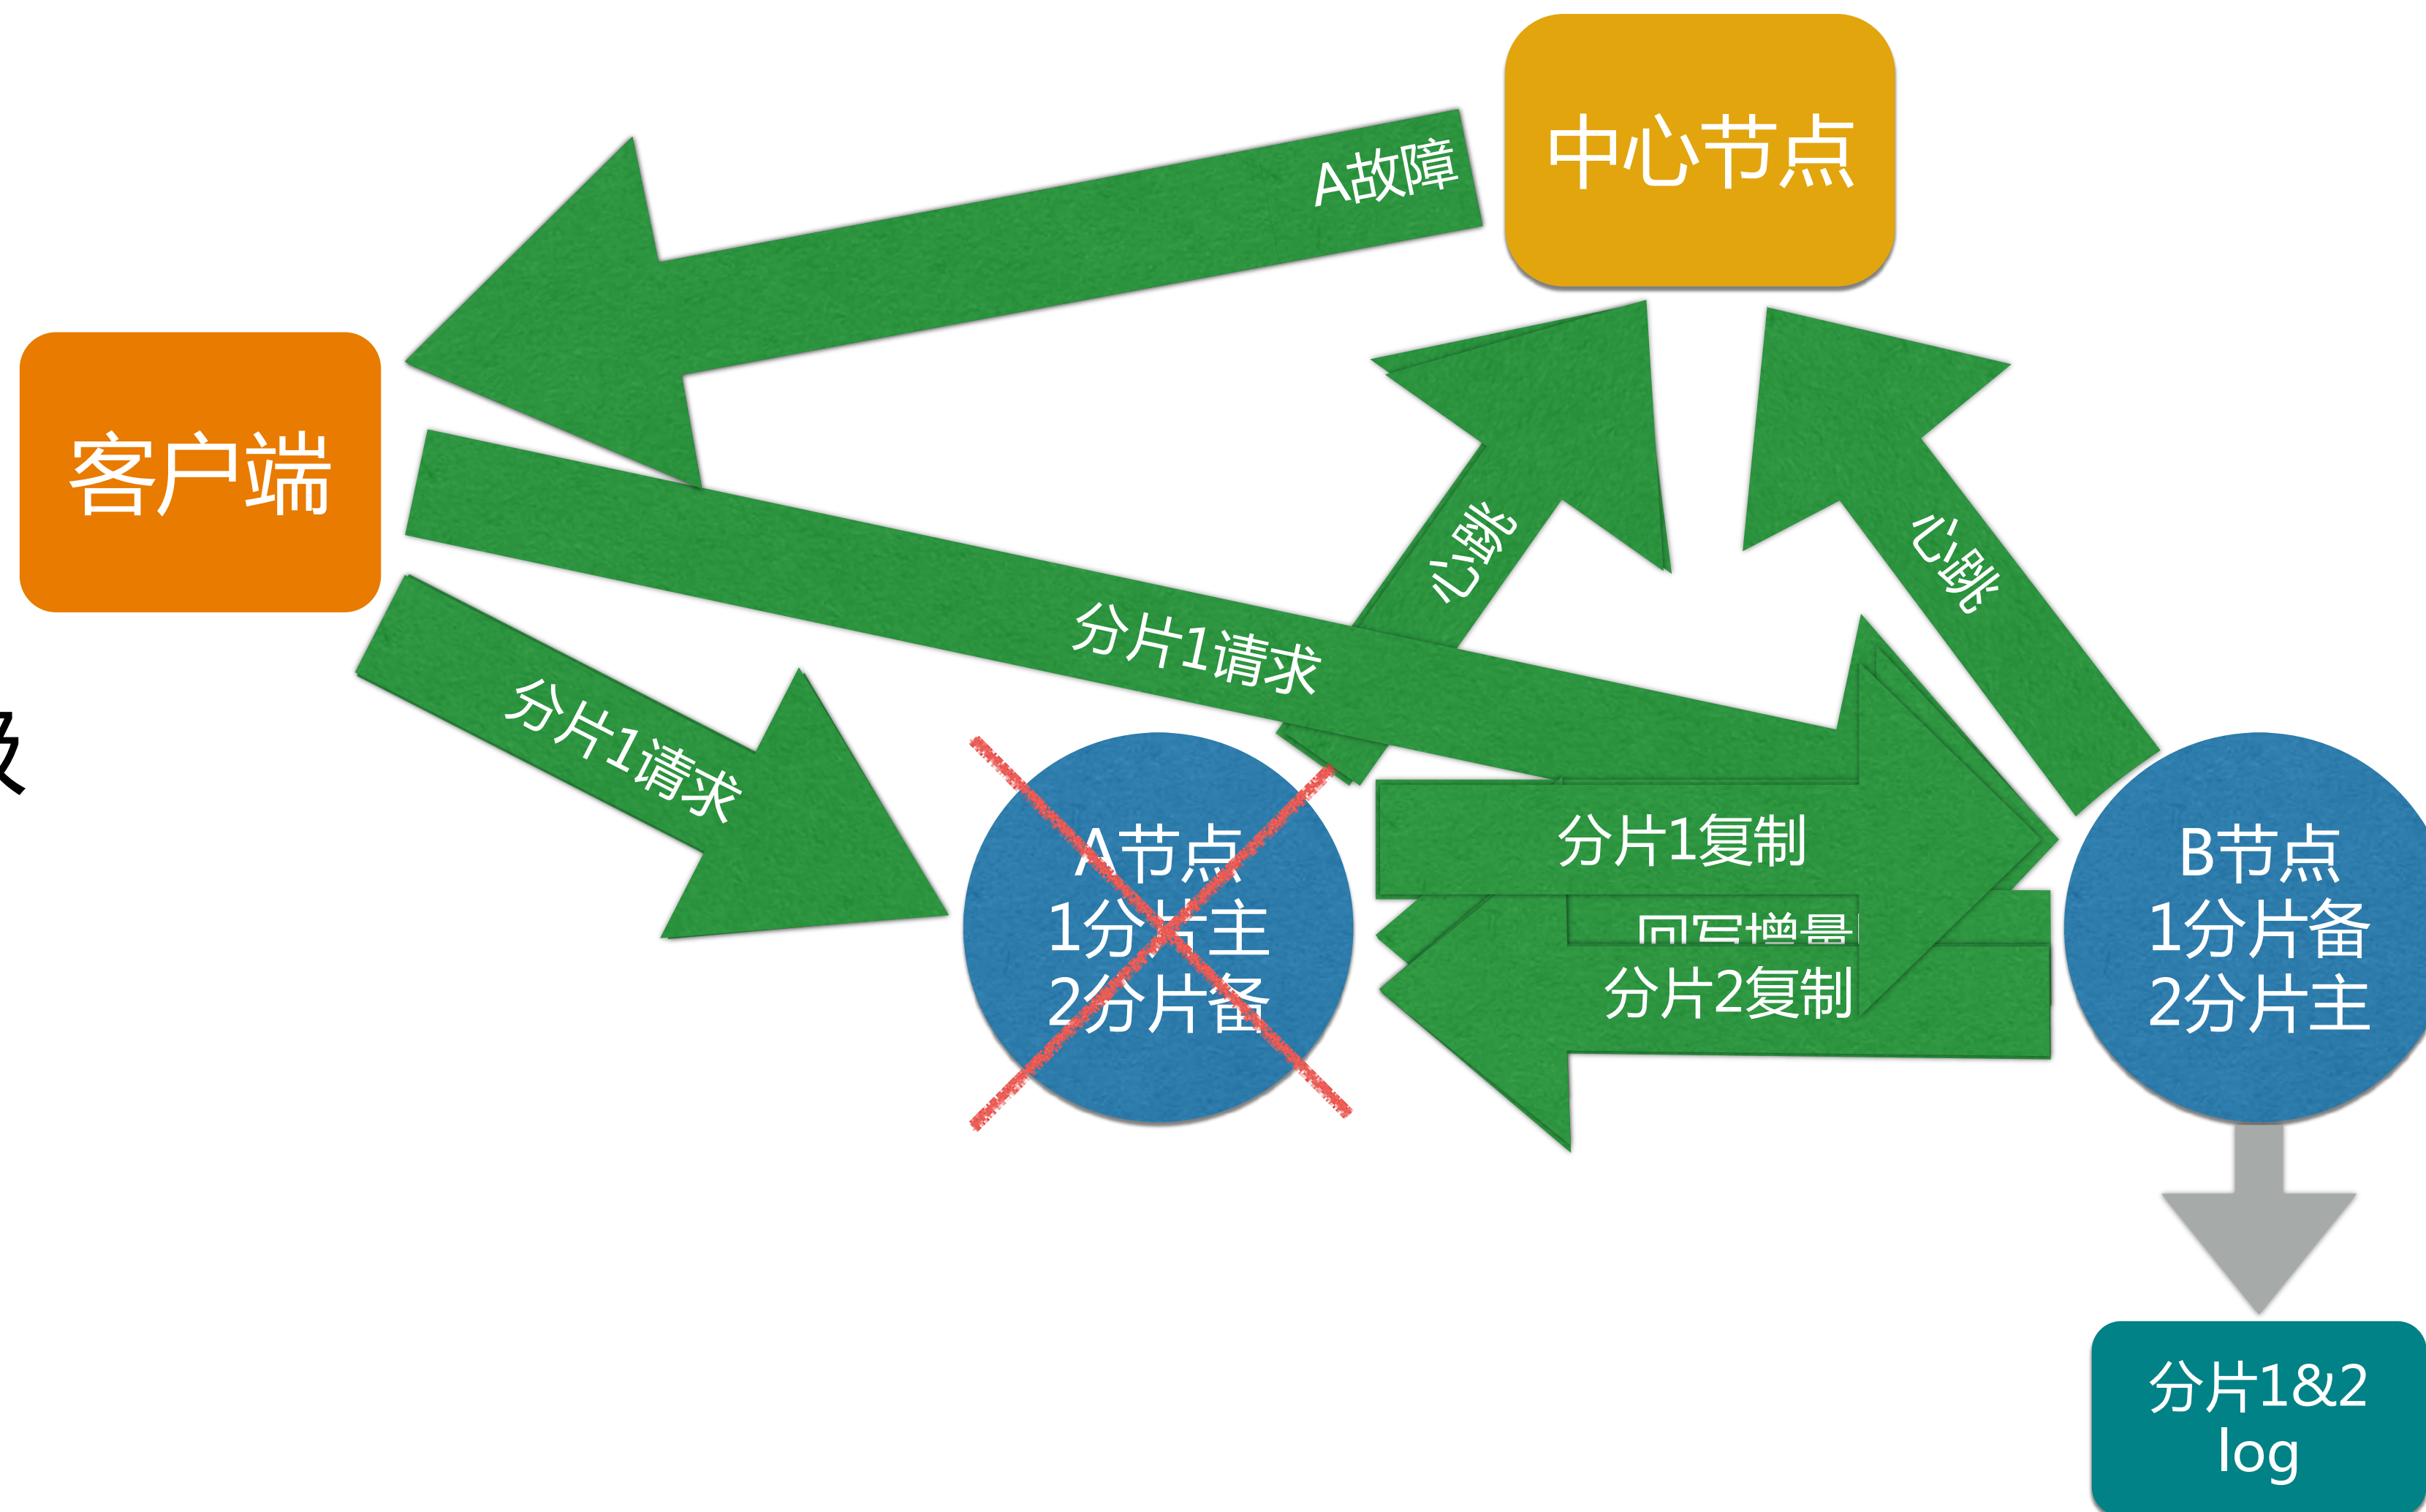 中心节点
A故障
客户端
心跳
心跳
分片1请求
分片1请求
A节点
1分片主
2分片备
分片1复制
分片2复制
B节点
1分片备
2分片主
分片1&2
log